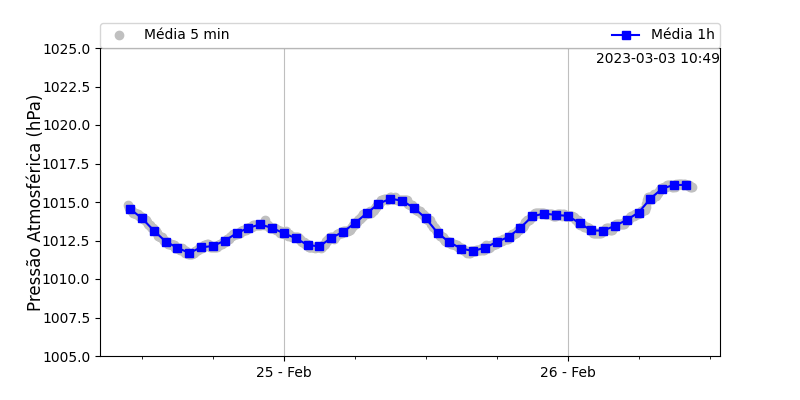 Média 5 min
Média 1h
2023-03-03 10:49
Pressão Atmosférica (hPa)
1025.0
1022.5
1020.0
1017.5
1015.0
1012.5
1010.0
1007.5
1005.0
25 - Feb
26 - Feb